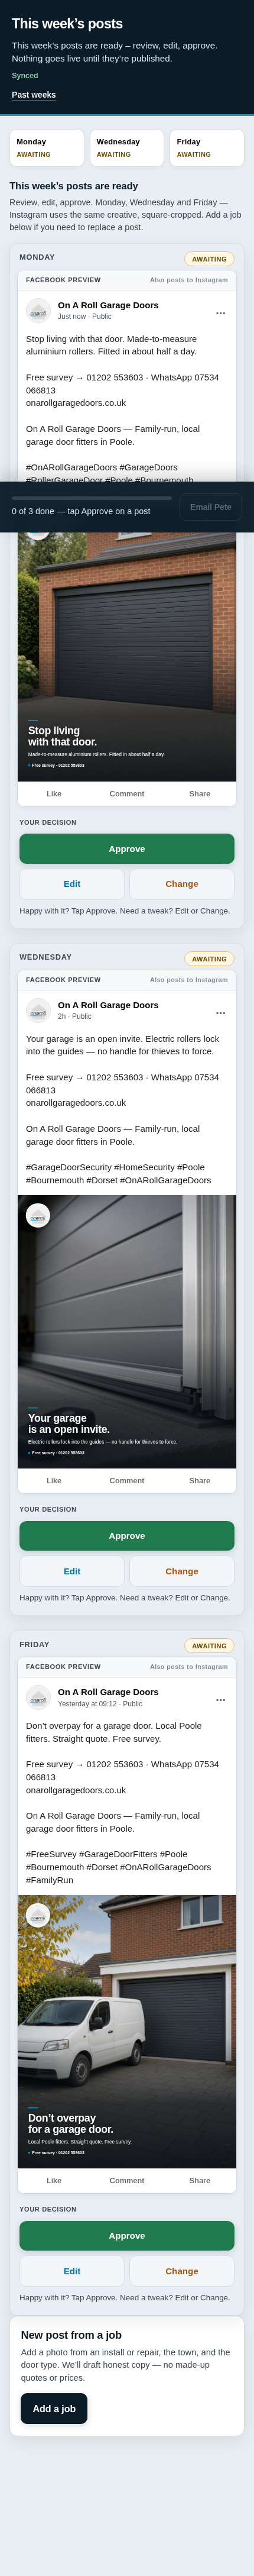 This week's posts
This week's posts are ready – review, edit, approve.
Nothing goes live until they're published.
Synced
Past weeks
Monday
AWAITING
Wednesday
AWAITING
Friday
AWAITING
This week's posts are ready
Review, edit, approve. Monday, Wednesday and Friday —
Instagram uses the same creative, square-cropped. Add a job
below if you need to replace a post.
MONDAY
AWAITING
FACEBOOK PREVIEW
Also posts to Instagram
On A Roll Garage Doors
Just now · Public
...
Stop living with that door. Made-to-measure
aluminium rollers. Fitted in about half a day.
Free survey → 01202 553603 · WhatsApp 07534
066813
onarollgaragedoors.co.uk
On A Roll Garage Doors — Family-run, local
garage door fitters in Poole.
#OnARollGarageDoors #GarageDoors
#RollerGarageDoor #Poole #Bournemouth
0 of 3 done — tap Approve on a post
Email Pete
Stop living
with that door.
Made-to-measure aluminium rollers. Fitted in about half a day.
Free survey · 01202 553603
Like
Comment
Share
YOUR DECISION
Approve
Edit
Change
Happy with it? Tap Approve. Need a tweak? Edit or Change.
WEDNESDAY
AWAITING
FACEBOOK PREVIEW
Also posts to Instagram
On A Roll Garage Doors
2h · Public
...
Your garage is an open invite. Electric rollers lock
into the guides — no handle for thieves to force.
Free survey → 01202 553603 · WhatsApp 07534
066813
onarollgaragedoors.co.uk
On A Roll Garage Doors — Family-run, local
garage door fitters in Poole.
#GarageDoorSecurity #HomeSecurity #Poole
#Bournemouth #Dorset #OnARollGarageDoors
Your garage
is an open invite.
Electric rollers lock into the guides — no handle for thieves to force.
Free survey · 01202 553603
Like
Comment
Share
YOUR DECISION
Approve
Edit
Change
Happy with it? Tap Approve. Need a tweak? Edit or Change.
FRIDAY
AWAITING
FACEBOOK PREVIEW
Also posts to Instagram
On A Roll Garage Doors
Yesterday at 09:12 · Public
...
Don't overpay for a garage door. Local Poole
fitters. Straight quote. Free survey.
Free survey → 01202 553603 · WhatsApp 07534
066813
onarollgaragedoors.co.uk
On A Roll Garage Doors — Family-run, local
garage door fitters in Poole.
#FreeSurvey #GarageDoorFitters #Poole
#Bournemouth #Dorset #OnARollGarageDoors
#FamilyRun
Don't overpay
for a garage door.
Local Poole fitters. Straight quote. Free survey.
Free survey · 01202 553603
Like
Comment
Share
YOUR DECISION
Approve
Edit
Change
Happy with it? Tap Approve. Need a tweak? Edit or Change.
New post from a job
Add a photo from an install or repair, the town, and the
door type. We'll draft honest copy — no made-up
quotes or prices.
Add a job